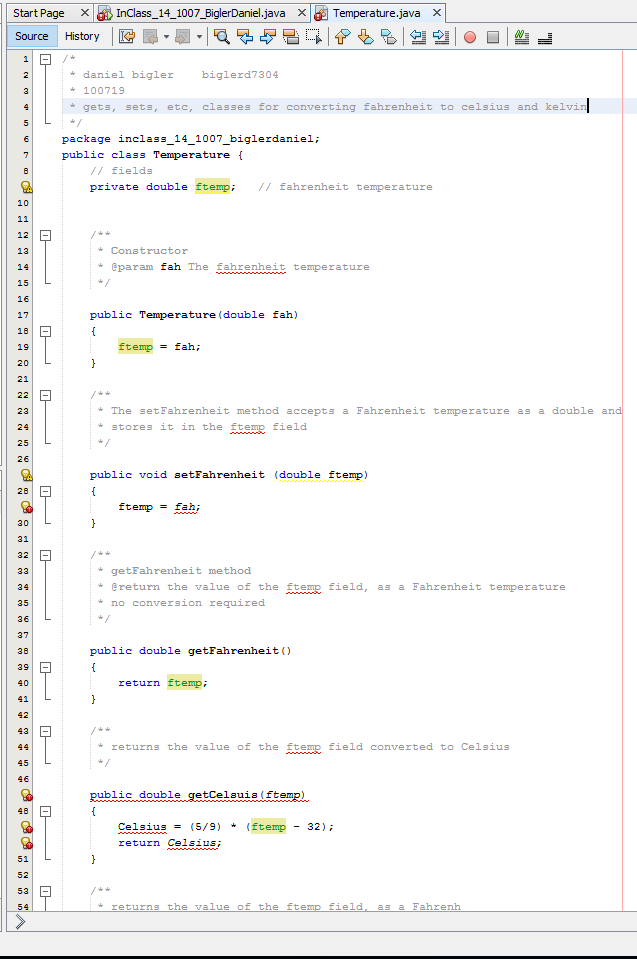 Start Page InClass_14_1007_BiglerDaniel.java Temperature.java
Source History
1 /*
2 * daniel bigler biglerd7304
3 * 100719
4 * gets, sets, etc, classes for converting fahrenheit to celsius and kelvin
5 */
6 package inclass_14_1007_biglerdaniel;
7 public class Temperature {
8 // fields
private double ftemp; // fahrenheit temperature
10
11
12 /**
13 * Constructor
14 * @param fah The fahrenheit temperature
15 */
16
17 public Temperature(double fah)
18 {
19 ftemp = fah;
20 }
21
22 /**
23 * The setFahrenheit method accepts a Fahrenheit temperature as a double and
24 * stores it in the ftemp field
25 */
26
public void setFahrenheit (double ftemp)
28 {
ftemp = fah;
30 }
31
32 /**
33 * getFahrenheit method
34 * @return the value of the ftemp field, as a Fahrenheit temperature
35 * no conversion required
36 */
37
38 public double getFahrenheit()
39 {
40 return ftemp;
41 }
42
43 /**
44 * returns the value of the ftemp field converted to Celsius
45 */
46
public double getCelsuis(ftemp)
48 {
Celsius = (5/9) * (ftemp - 32);
return Celsius;
51 }
52
53 /**
54 * returns the value of the ftemp field, as a Fahrenh